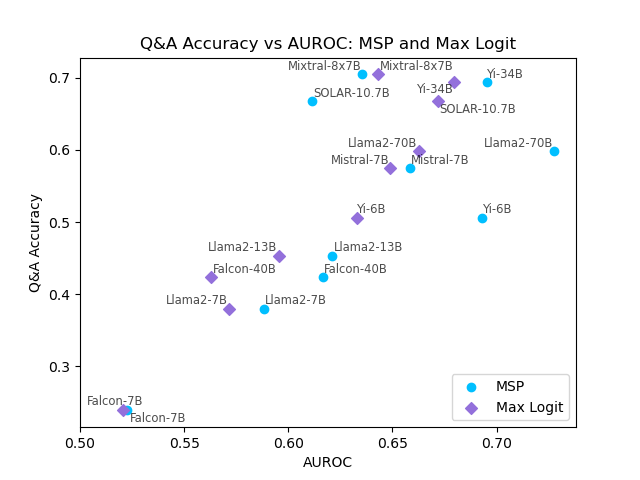 Q&A Accuracy vs AUROC: MSP and Max Logit
Mixtral-8x7B Mixtral-8x7B
Yi-34B
0.7
Yi-34B
SOLAR-10.7B
SOLAR-10.7B
Llama2-70B Llama2-70B
0.6
Mistral-7B Mistral-7B
Yi-6B Yi-6B
0.5
Q&A Accuracy
Llama2-13B Llama2-13B
Falcon-40B Falcon-40B
0.4
Llama2-7B Llama2-7B
0.3
MSP
Falcon-7B
Max Logit
Falcon-7B
0.50 0.55 0.60 0.65 0.70
AUROC